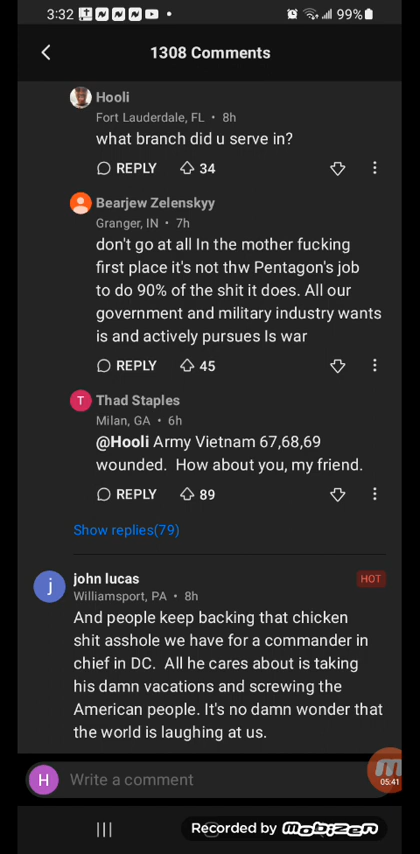 3:32 99%
1308 Comments
Hooli
Fort Lauderdale, FL • 8h
what branch did u serve in?
REPLY 34
Bearjew Zelenskyy
Granger, IN • 7h
don't go at all In the mother fucking
first place it's not thw Pentagon's job
to do 90% of the shit it does. All our
government and military industry wants
is and actively pursues Is war
REPLY 45
T Thad Staples
Milan, GA • 6h
@Hooli Army Vietnam 67,68,69
wounded. How about you, my friend.
REPLY 89
Show replies(79)
j john lucas HOT
Williamsport, PA • 8h
And people keep backing that chicken
shit asshole we have for a commander in
chief in DC. All he cares about is taking
his damn vacations and screwing the
American people. It's no damn wonder that
the world is laughing at us.
H Write a comment
05:41
Recorded by MOBIZEN